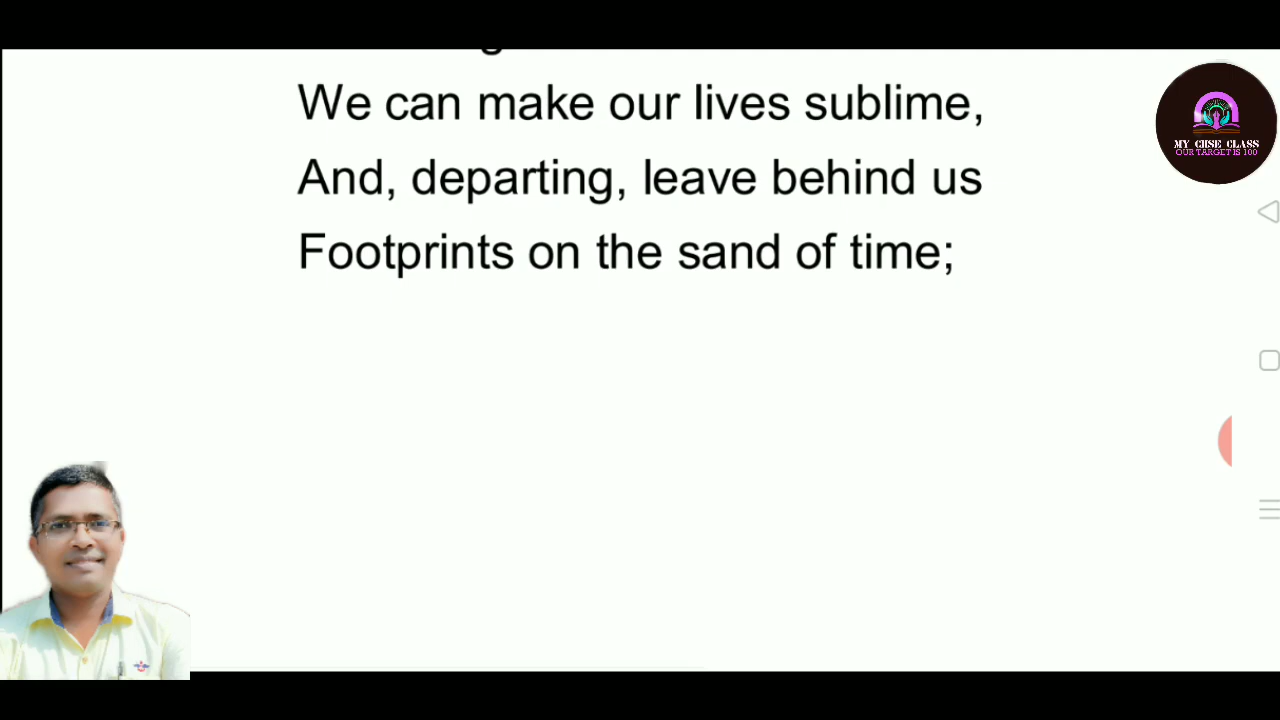 We can make our lives sublime,
And, departing, leave behind us
Footprints on the sand of time;
MY CHSE CLASS
OUR TARGET IS 100